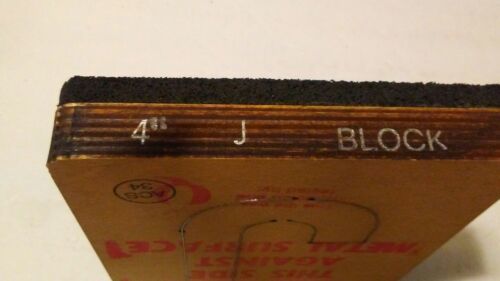 4" J BLOCK
ACS
34
THIS SIDE
AGAINST
METAL SURFACE